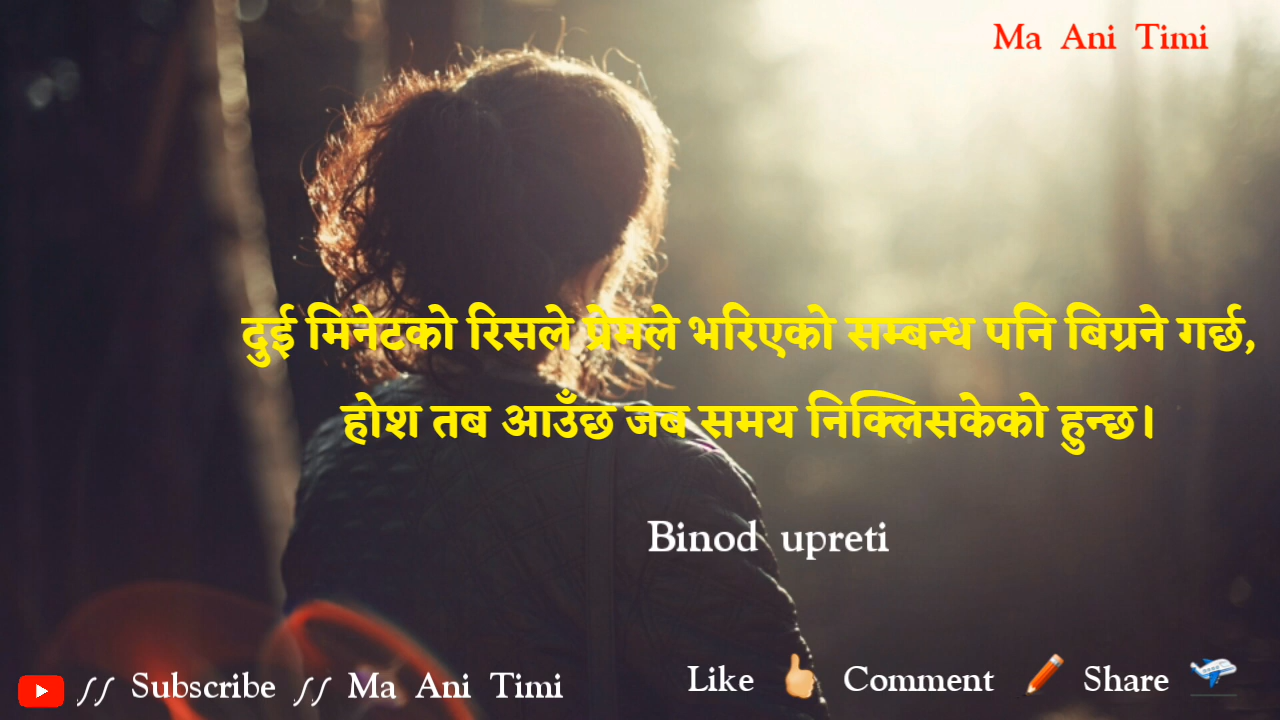 Ma Ani Timi
दुई मिनेटको रिसले प्रेमले भरिएको सम्बन्ध पनि बिग्रने गर्छ,
होश तब आउँछ जब समय निक्लिसकेको हुन्छ।
Binod upreti
// Subscribe // Ma Ani Timi
Like Comment Share